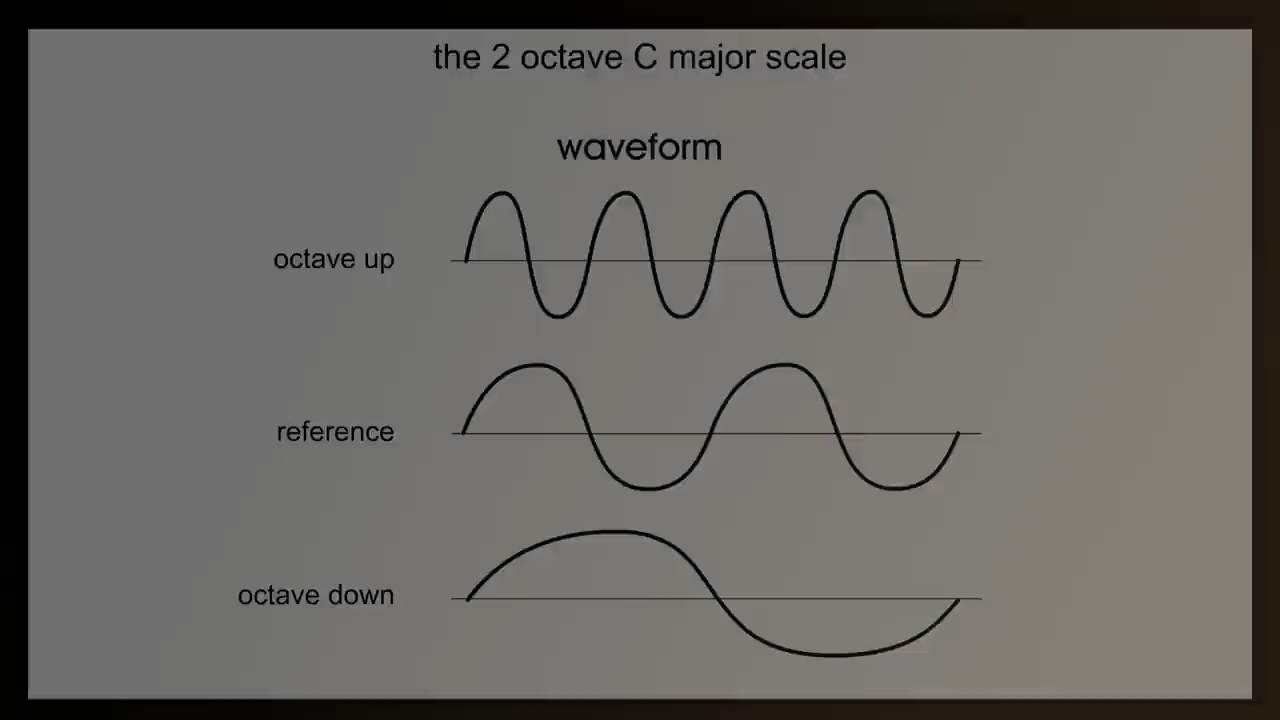 the 2 octave C major scale
waveform
octave up
reference
octave down